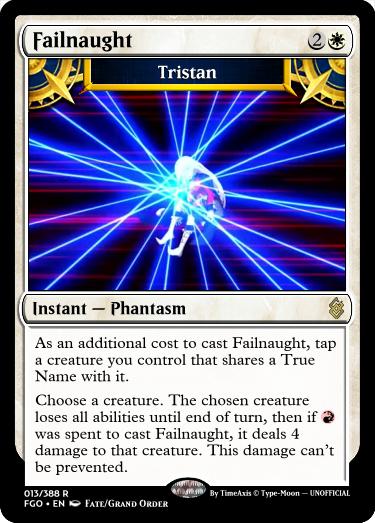 Failnaught 2
Tristan
Instant — Phantasm
As an additional cost to cast Failnaught, tap
a creature you control that shares a True
Name with it.
Choose a creature. The chosen creature
loses all abilities until end of turn, then if
was spent to cast Failnaught, it deals 4
damage to that creature. This damage can't
be prevented.
013/388 R
FGO • EN Fate/Grand Order
By TimeAxis © Type-Moon — UNOFFICIAL